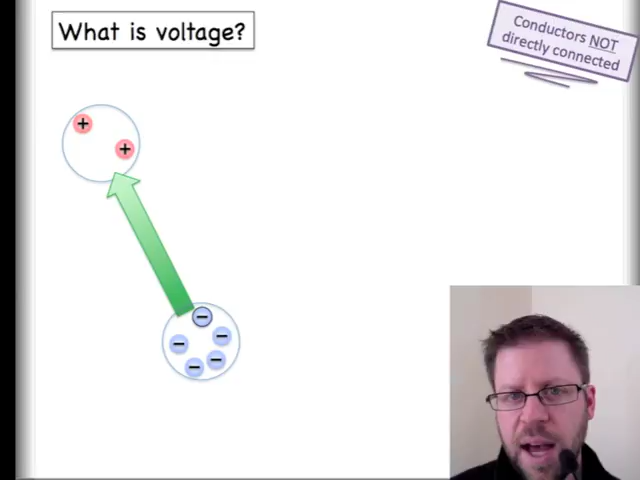 What is voltage?
Conductors NOT
directly connected
+
+
−
−
−
−
−